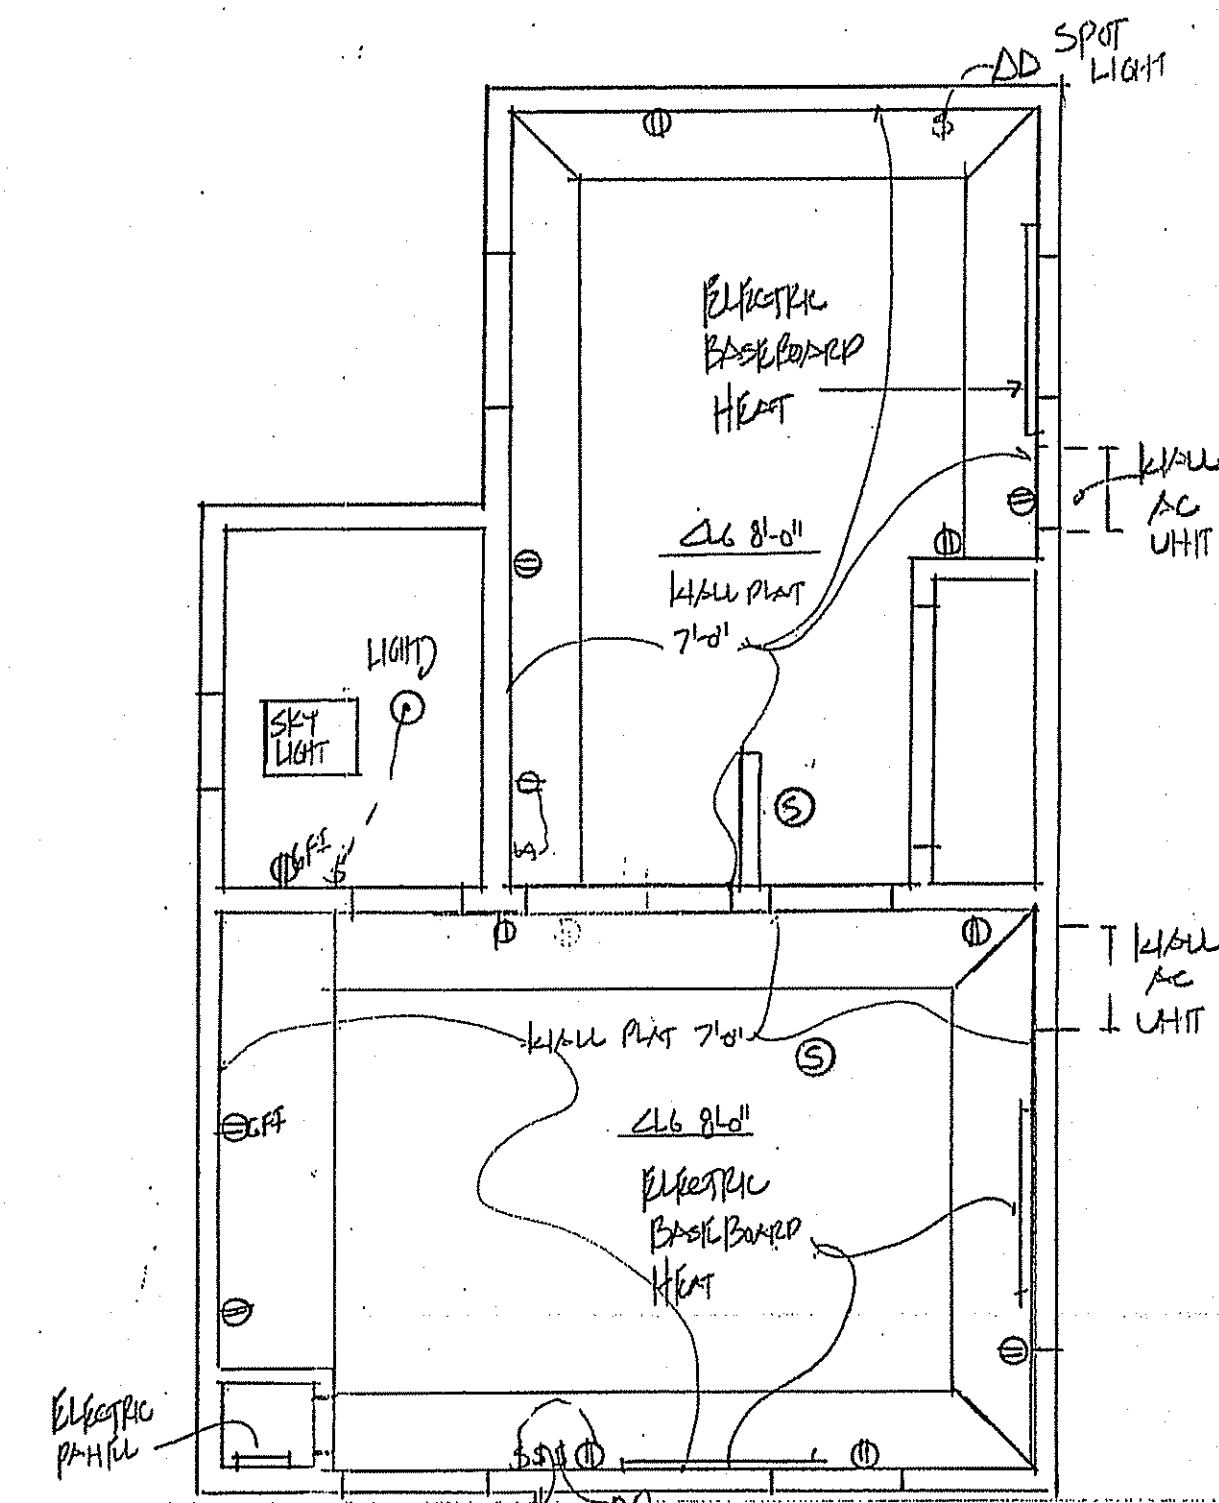 SPOT
LIGHT
ELECTRIC
BASEBOARD
HEAT
WALL
AC
UNIT
CLG 8'-0"
WALL PLAT
7'-0"
LIGHT
SKY
LIGHT
GFI
$
$
S
WALL
AC
UNIT
WALL PLAT 7'-0"
S
GFI
CLG 8'-0"
ELECTRIC
BASEBOARD
HEAT
ELECTRIC
PANEL
$$$